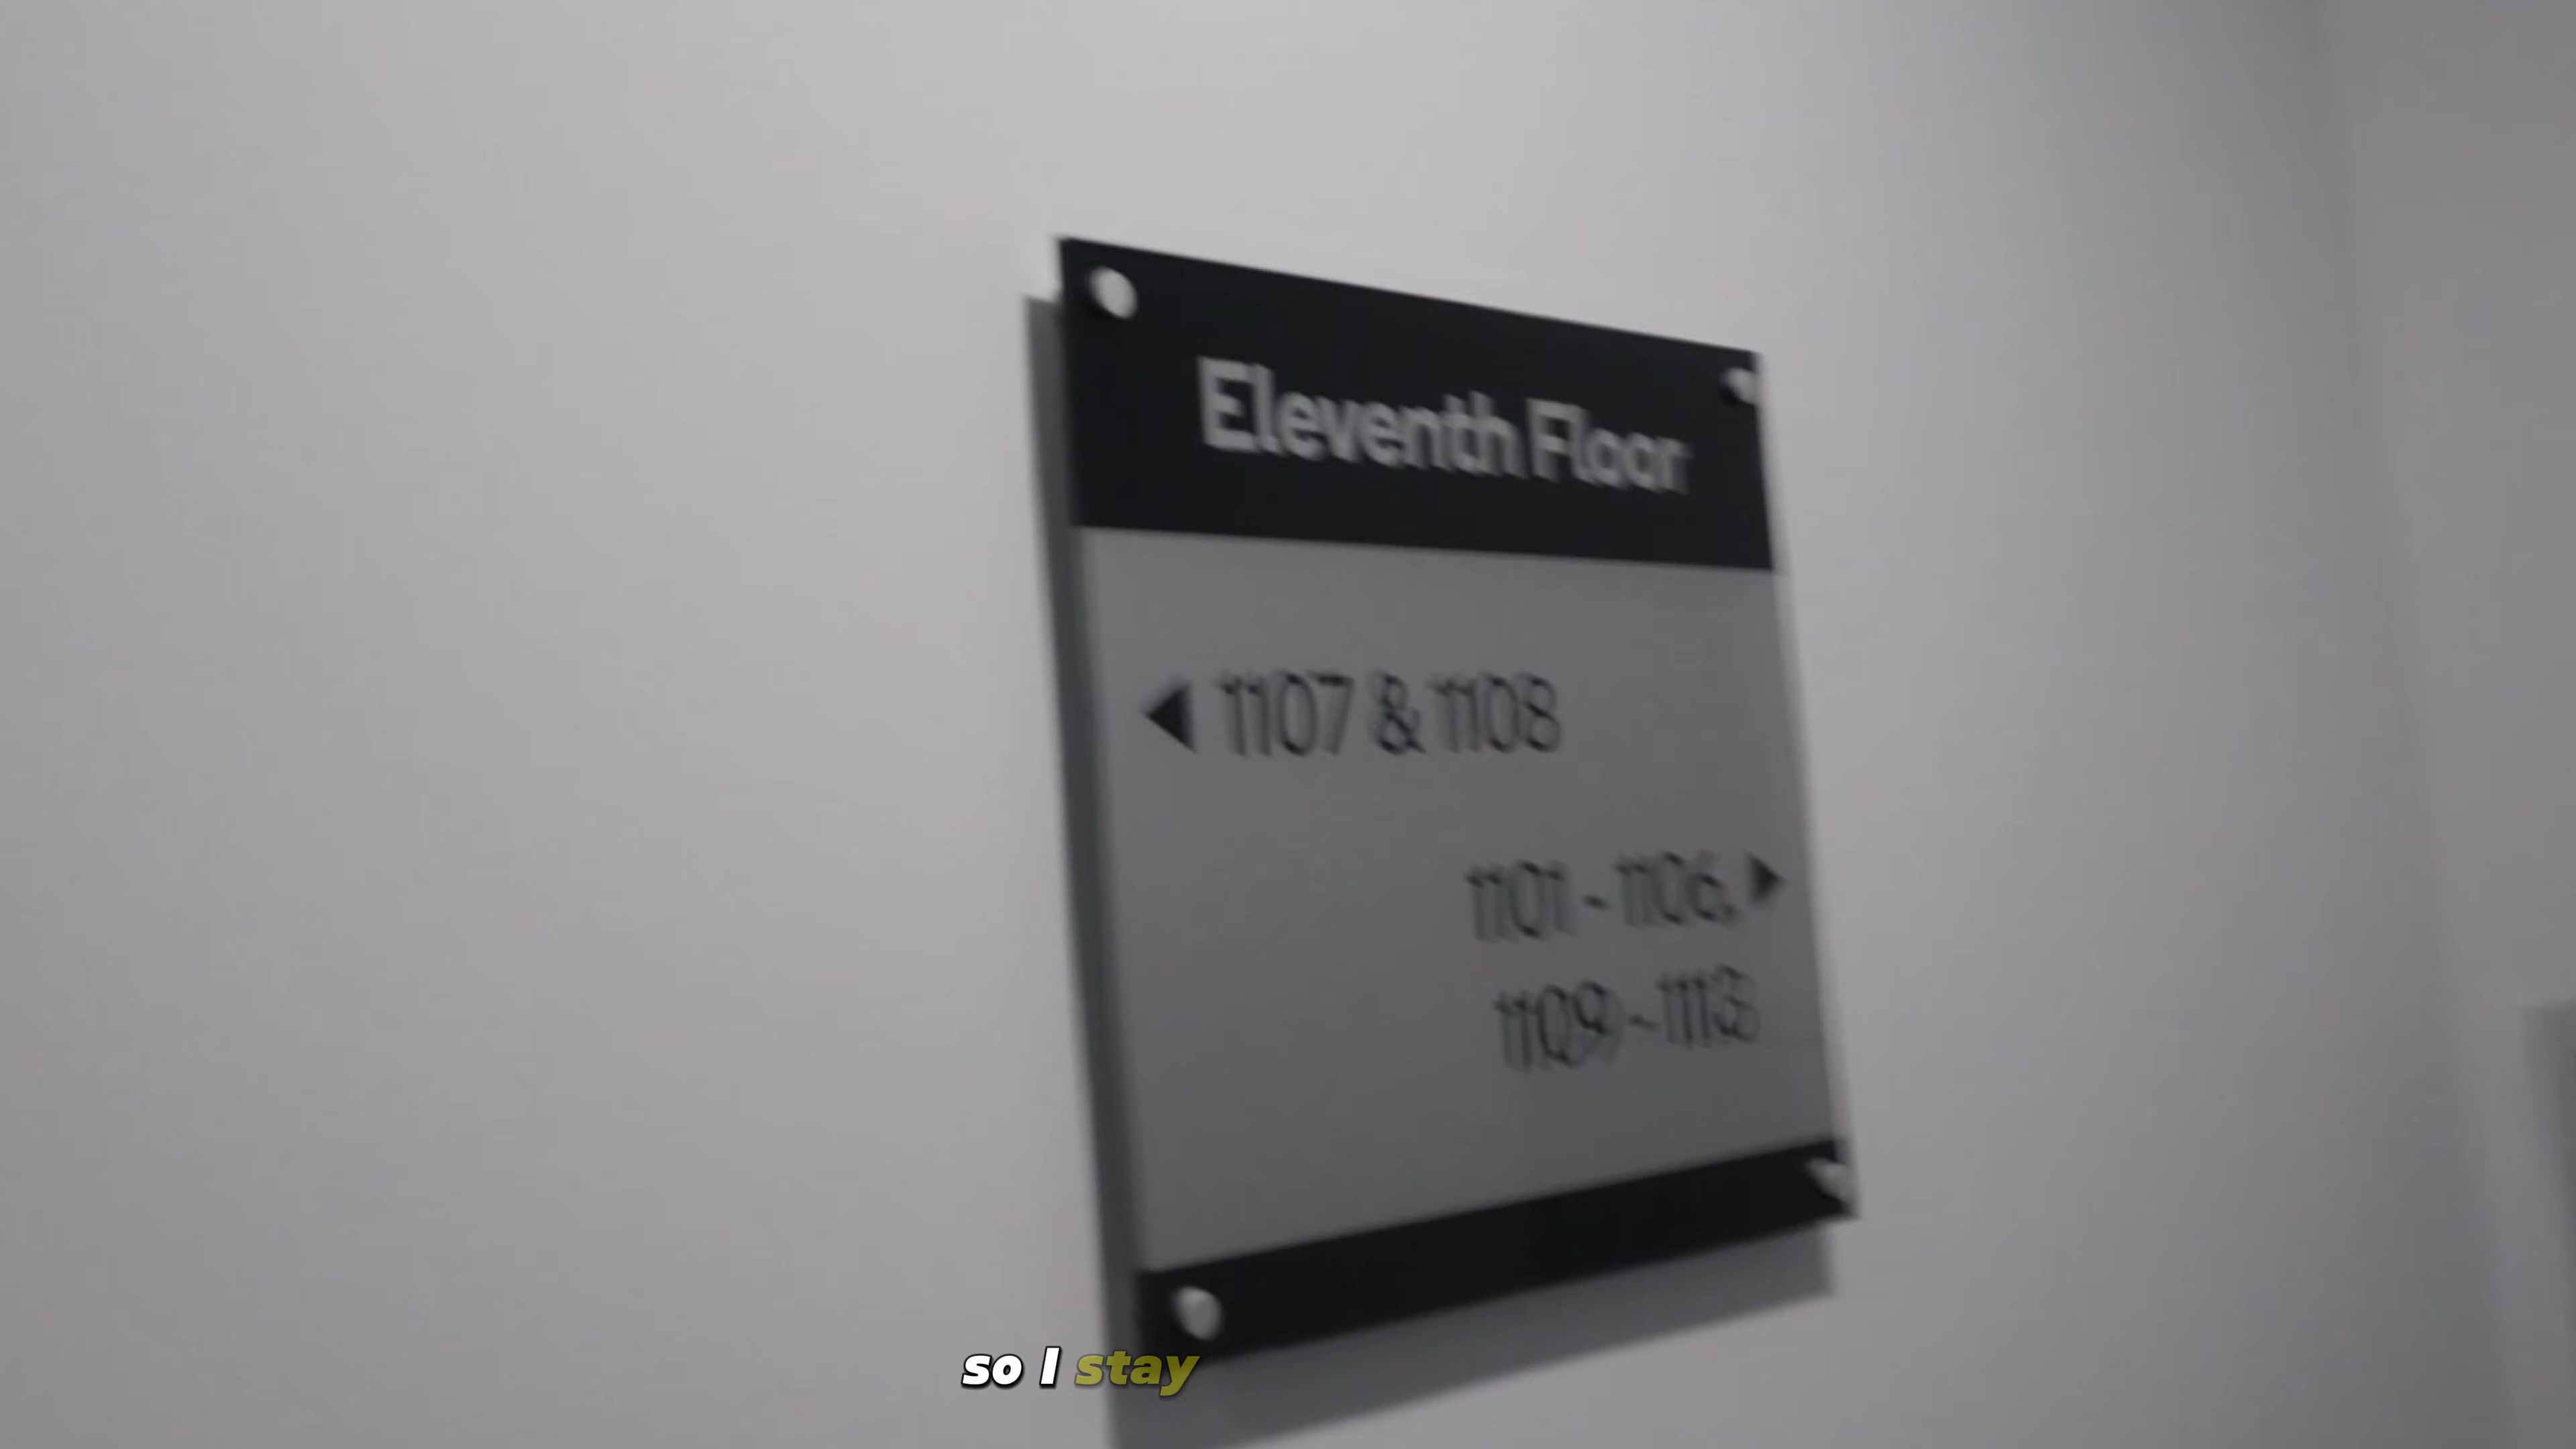 Eleventh Floor
◀ 1107 & 1108
1101 - 1106, ▶
1109 - 1113
so I stay